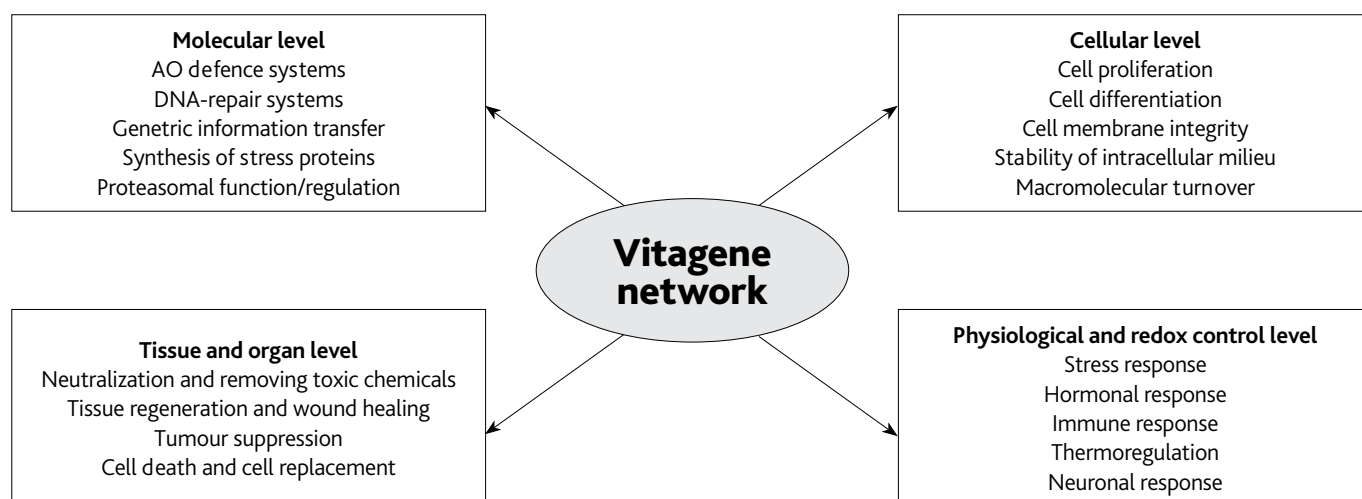 Molecular level
AO defence systems
DNA-repair systems
Genetric information transfer
Synthesis of stress proteins
Proteasomal function/regulation
Cellular level
Cell proliferation
Cell differentiation
Cell membrane integrity
Stability of intracellular milieu
Macromolecular turnover
Vitagene
network
Tissue and organ level
Neutralization and removing toxic chemicals
Tissue regeneration and wound healing
Tumour suppression
Cell death and cell replacement
Physiological and redox control level
Stress response
Hormonal response
Immune response
Thermoregulation
Neuronal response